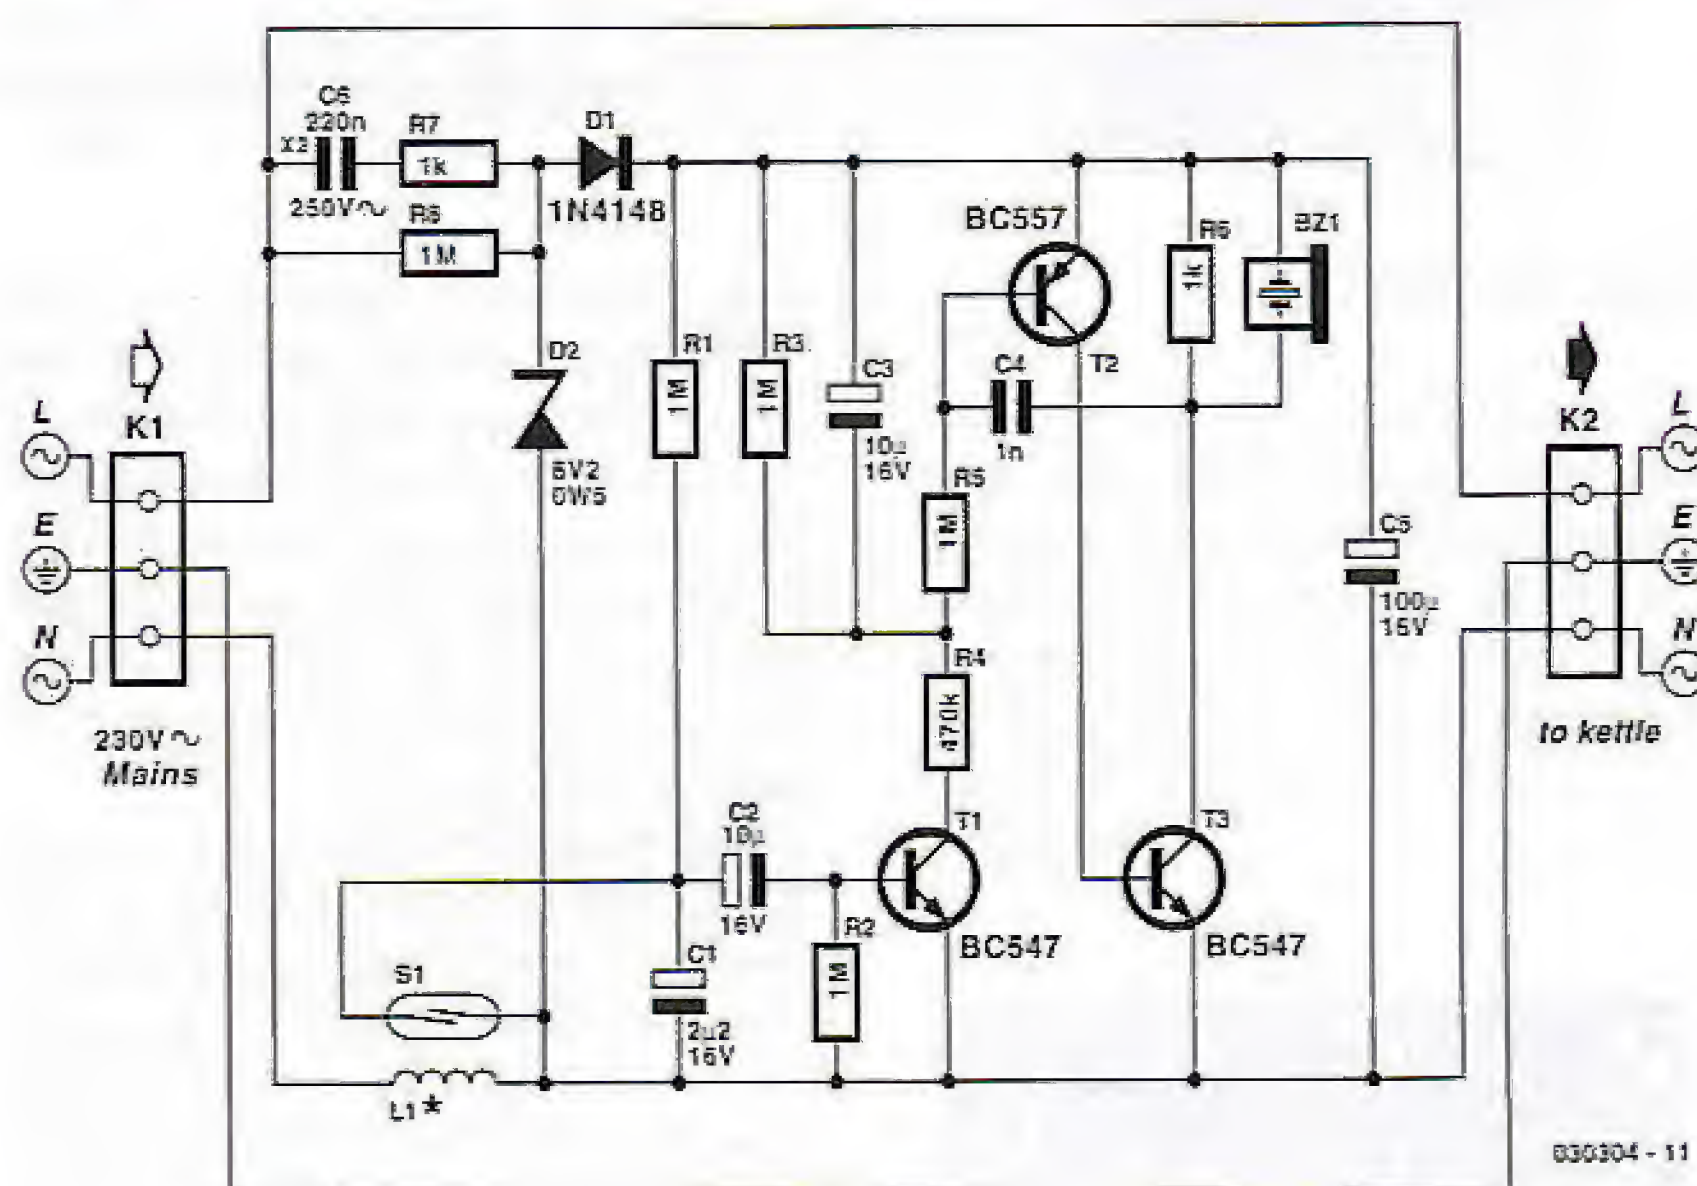 C6
220n
X2
250V~
R7
1k
R8
1M
D1
1N4148
BC557
T2
R6
1k
BZ1
D2
6V2
0W5
R1
1M
R3
1M
C3
10µ
16V
C4
1n
R5
1M
R4
470k
C5
100µ
16V
L
E
N
K1
230V~
Mains
K2
L
E
N
to kettle
C2
10µ
16V
R2
1M
T1
BC547
T3
BC547
S1
C1
2µ2
16V
L1*
030304 - 11